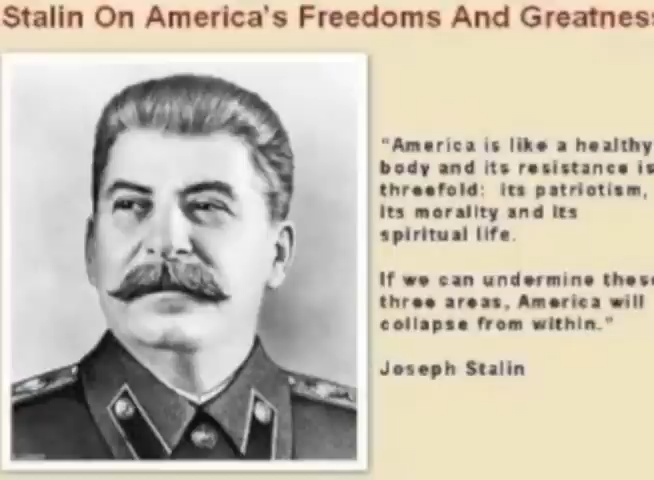 Stalin On America's Freedoms And Greatness
"America is like a healthy
body and its resistance is
threefold: its patriotism,
its morality and its
spiritual life.
If we can undermine these
three areas, America will
collapse from within."
Joseph Stalin